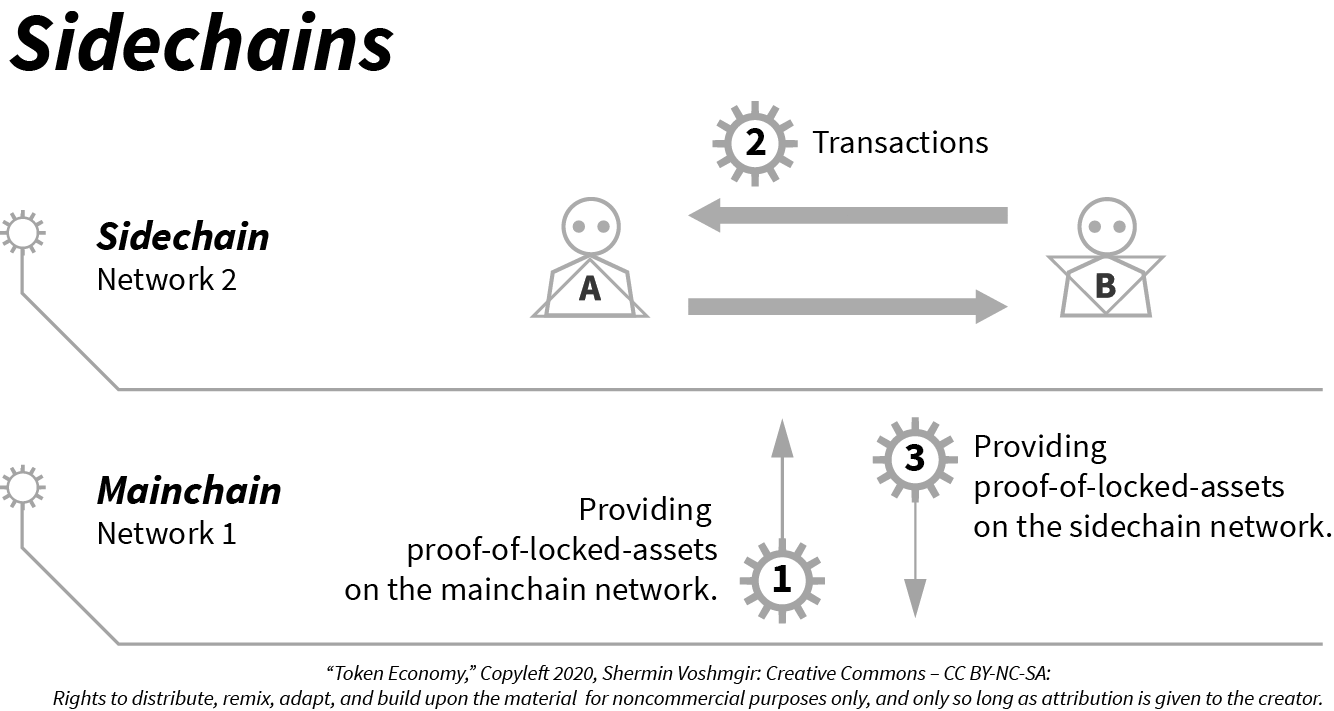 Sidechains
2 Transactions
Sidechain
Network 2
A
B
Mainchain
Network 1
Providing
proof-of-locked-assets
on the mainchain network.
1
3
Providing
proof-of-locked-assets
on the sidechain network.
“Token Economy,” Copyleft 2020, Shermin Voshmgir: Creative Commons – CC BY-NC-SA:
Rights to distribute, remix, adapt, and build upon the material for noncommercial purposes only, and only so long as attribution is given to the creator.